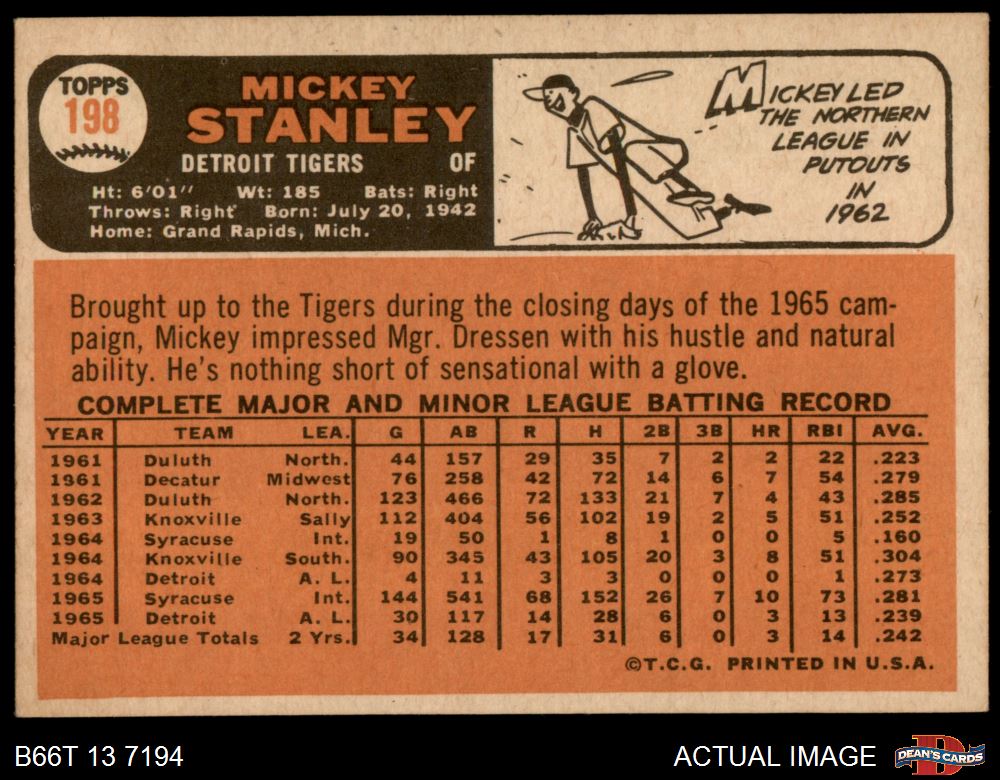 TOPPS
198
MICKEY
STANLEY
DETROIT TIGERS OF
Ht: 6'01" Wt: 185 Bats: Right
Throws: Right Born: July 20, 1942
Home: Grand Rapids, Mich.
MICKEY LED
THE NORTHERN
LEAGUE IN
PUTOUTS
IN
1962
Brought up to the Tigers during the closing days of the 1965 cam-
paign, Mickey impressed Mgr. Dressen with his hustle and natural
ability. He's nothing short of sensational with a glove.
COMPLETE MAJOR AND MINOR LEAGUE BATTING RECORD
YEAR TEAM LEA. G AB R H 2B 3B HR RBI AVG.
1961 Duluth North. 44 157 29 35 7 2 2 22 .223
1961 Decatur Midwest 76 258 42 72 14 6 7 54 .279
1962 Duluth North. 123 466 72 133 21 7 4 43 .285
1963 Knoxville Sally 112 404 56 102 19 2 5 51 .252
1964 Syracuse Int. 19 50 1 8 1 0 0 5 .160
1964 Knoxville South. 90 345 43 105 20 3 8 51 .304
1964 Detroit A. L. 4 11 3 3 0 0 0 1 .273
1965 Syracuse Int. 144 541 68 152 26 7 10 73 .281
1965 Detroit A. L. 30 117 14 28 6 0 3 13 .239
Major League Totals 2 Yrs. 34 128 17 31 6 0 3 14 .242
©T.C.G. PRINTED IN U.S.A.
B66T 13 7194 ACTUAL IMAGE
DEAN'S CARDS